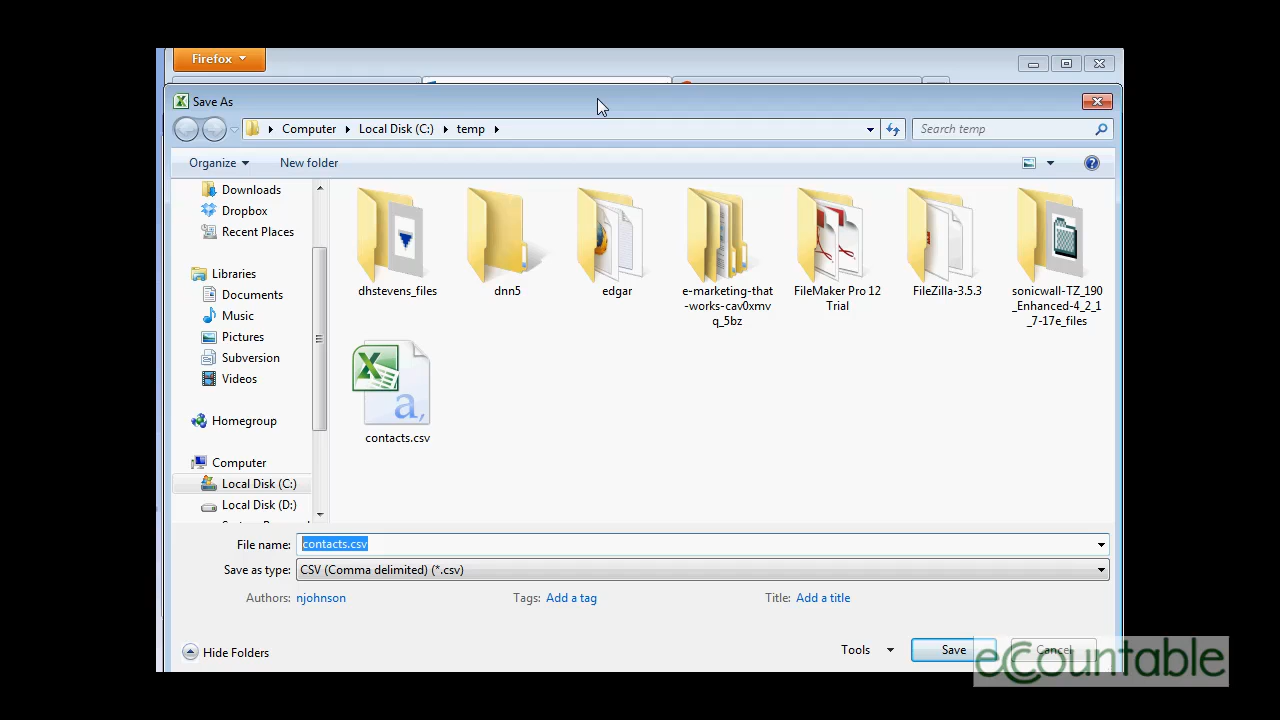 Firefox
Save As
Computer Local Disk (C:) temp
Search temp
Organize New folder
Downloads
Dropbox
Recent Places
Libraries
Documents
Music
Pictures
Subversion
Videos
Homegroup
Computer
Local Disk (C:)
Local Disk (D:)
dhstevens_files
dnn5
edgar
e-marketing-that
-works-cav0xmv
q_5bz
FileMaker Pro 12
Trial
FileZilla-3.5.3
sonicwall-TZ_190
_Enhanced-4_2_1
_7-17e_files
a,
contacts.csv
File name: contacts.csv
Save as type: CSV (Comma delimited) (*.csv)
Authors: njohnson Tags: Add a tag Title: Add a title
Hide Folders Tools Save Cancel
eCountable